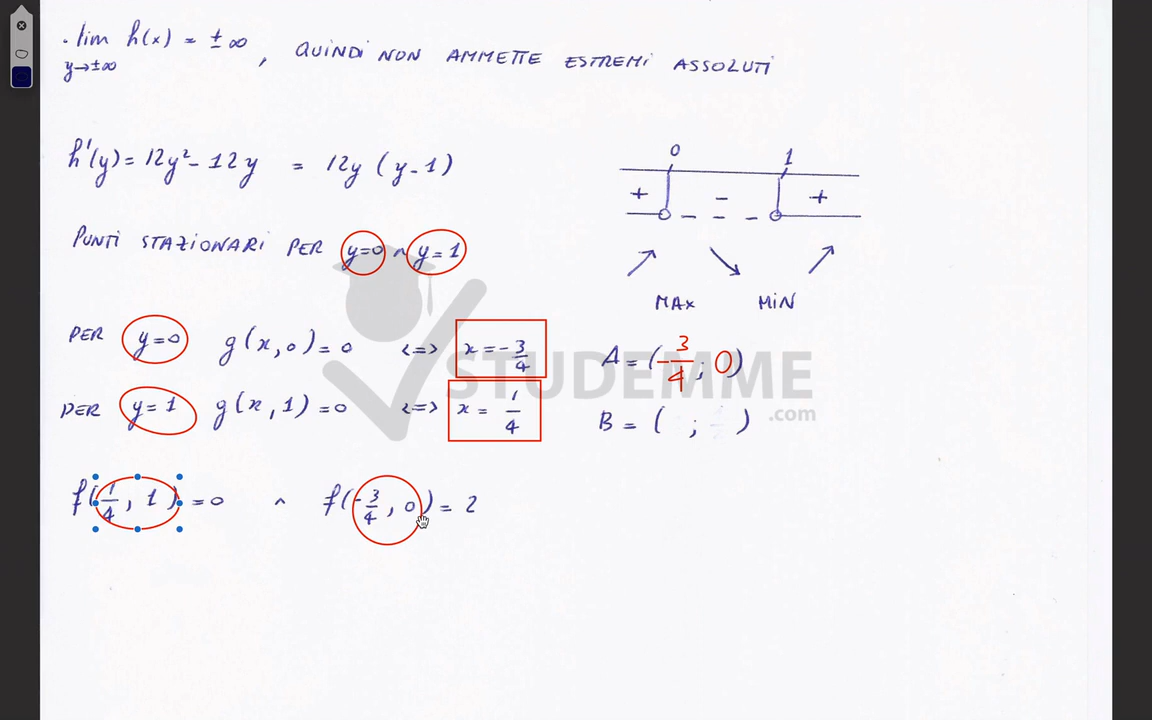 . lim h(x) = ±∞ , QUINDI NON AMMETTE ESTREMI ASSOLUTI
y→±∞
h'(y) = 12y² - 12y = 12y (y-1)
0 1
+ - - - - +
PUNTI STAZIONARI PER y=0 ∧ y=1
MAX MIN
PER y=0 g(x,0)=0 <=> x = -3/4 A = (-3/4 ; 0)
STUDEMME
.com
PER y=1 g(x,1)=0 <=> x = 1/4 B = ( ; )
f(1/4, 1) = 0 ∧ f(-3/4, 0) = 2